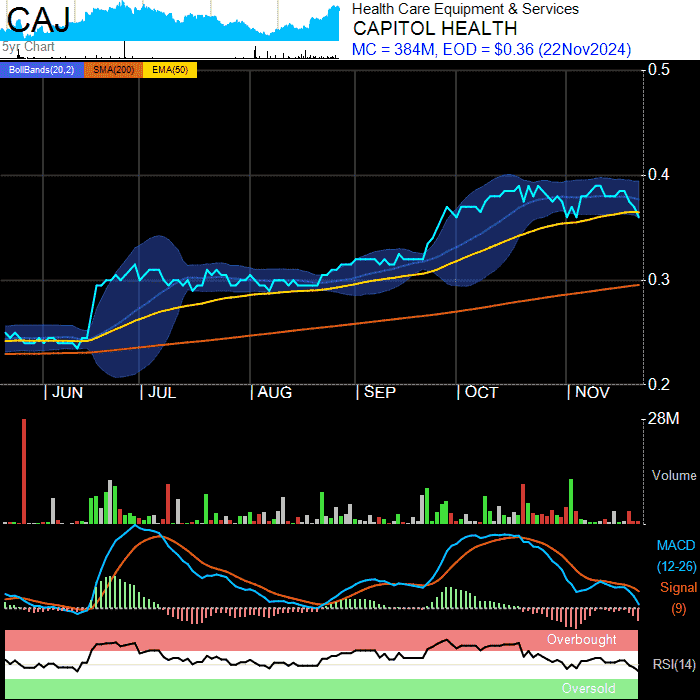 CAJ
5yr Chart
Health Care Equipment & Services
CAPITOL HEALTH
MC = 384M, EOD = $0.36 (22Nov2024)
BollBands(20,2) SMA(200) EMA(50)
0.5
0.4
0.3
0.2
JUN JUL AUG SEP OCT NOV
28M
Volume
MACD
(12-26)
Signal
(9)
Overbought
RSI(14)
Oversold